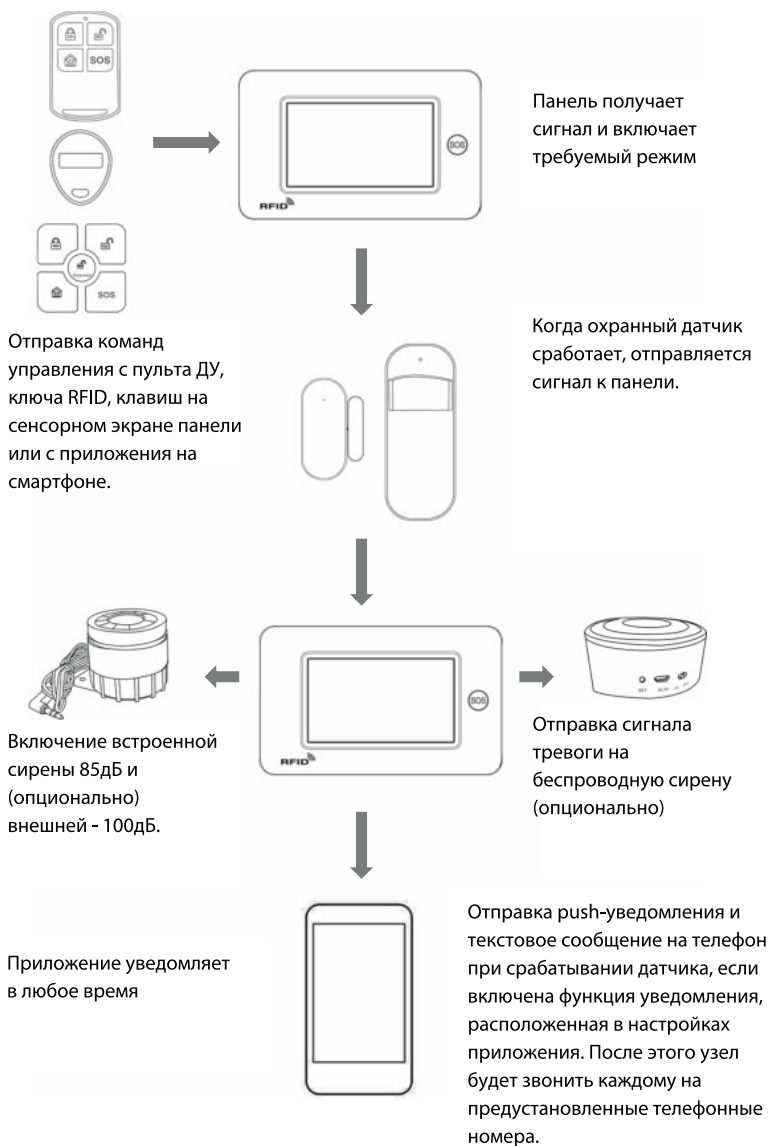 SOS
Панель получает
сигнал и включает
требуемый режим
SOS
RFID
SOS
Отправка команд
управления с пульта ДУ,
ключа RFID, клавиш на
сенсорном экране панели
или с приложения на
смартфоне.
Когда охранный датчик
сработает, отправляется
сигнал к панели.
SOS
RFID
SET
Включение встроенной
сирены 85дБ и
(опционально)
внешней - 100дБ.
Отправка сигнала
тревоги на
беспроводную сирену
(опционально)
Приложение уведомляет
в любое время
Отправка push-уведомления и
текстовое сообщение на телефон
при срабатывании датчика, если
включена функция уведомления,
расположенная в настройках
приложения. После этого узел
будет звонить каждому на
предустановленные телефонные
номера.